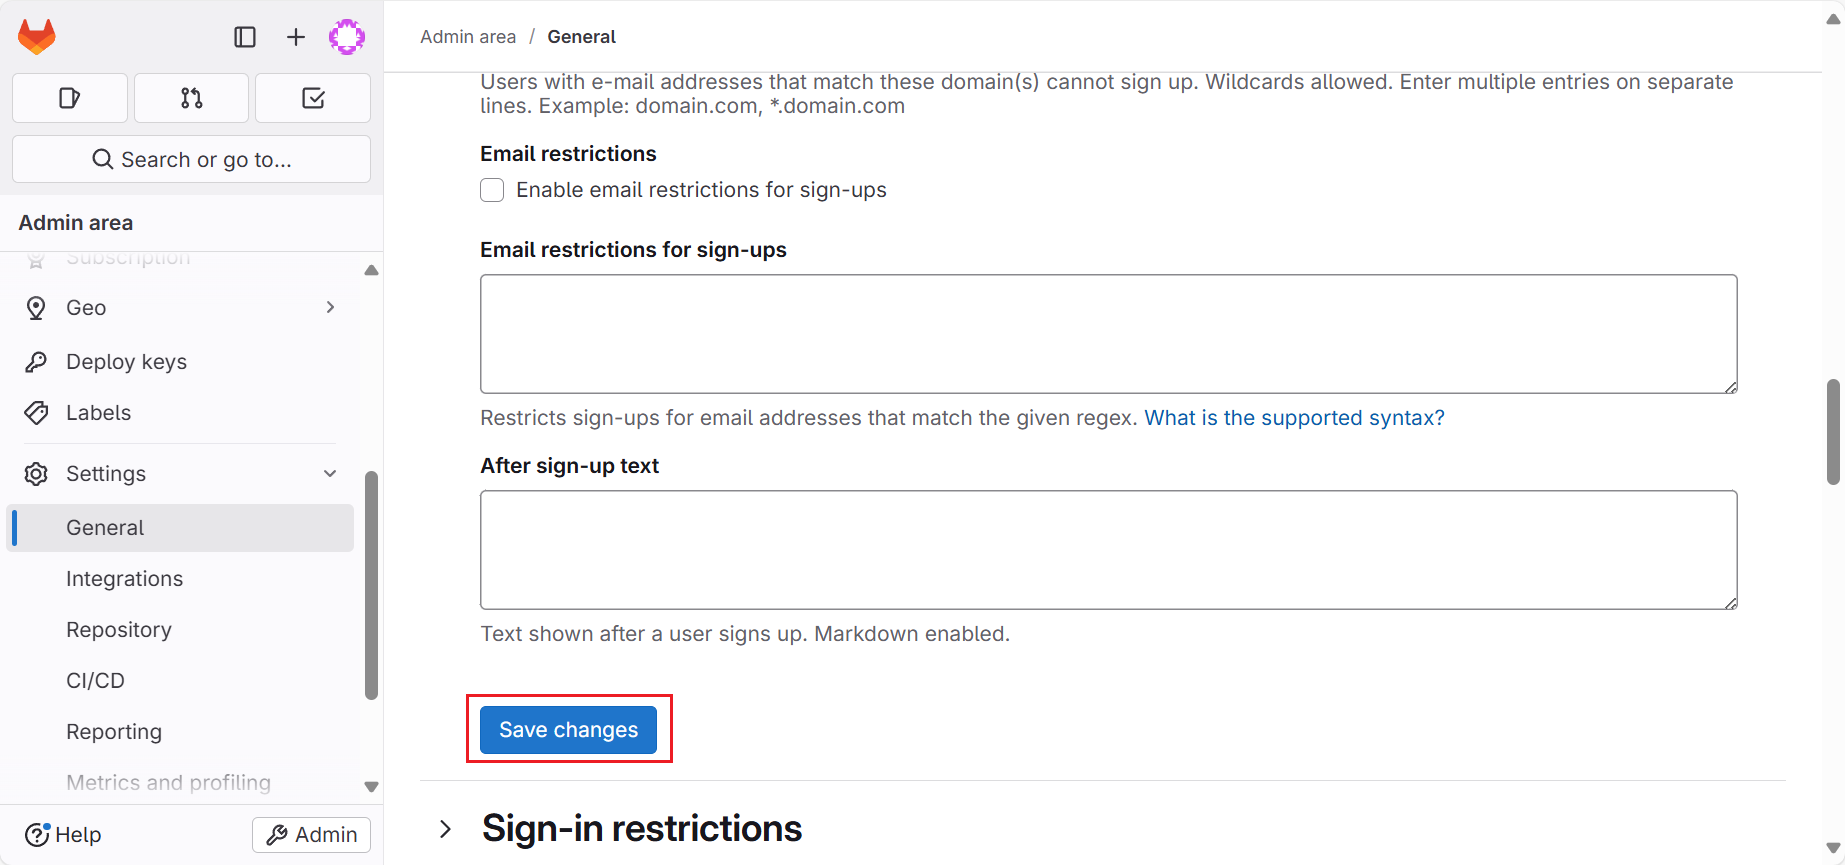 Search or go to...
Admin area
Subscription
Geo
Deploy keys
Labels
Settings
General
Integrations
Repository
CI/CD
Reporting
Metrics and profiling
Help
Admin
Admin area / General
Users with e-mail addresses that match these domain(s) cannot sign up. Wildcards allowed. Enter multiple entries on separate
lines. Example: domain.com, *.domain.com
Email restrictions
Enable email restrictions for sign-ups
Email restrictions for sign-ups
Restricts sign-ups for email addresses that match the given regex. What is the supported syntax?
After sign-up text
Text shown after a user signs up. Markdown enabled.
Save changes
Sign-in restrictions